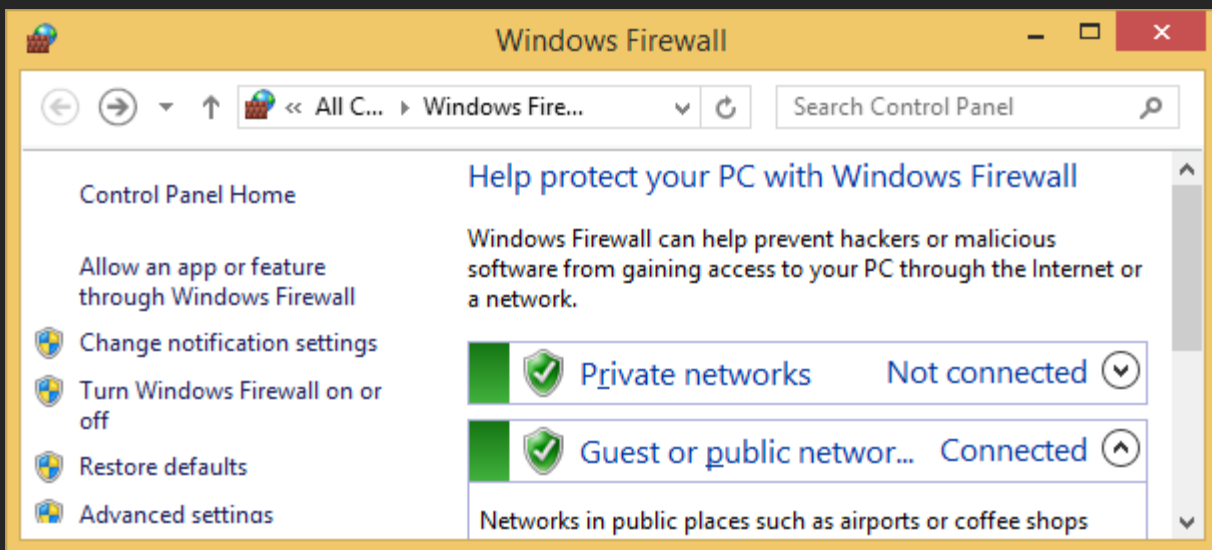 Windows Firewall
« All C... Windows Fire...
Search Control Panel
Control Panel Home
Allow an app or feature
through Windows Firewall
Change notification settings
Turn Windows Firewall on or
off
Restore defaults
Advanced settings
Help protect your PC with Windows Firewall
Windows Firewall can help prevent hackers or malicious
software from gaining access to your PC through the Internet or
a network.
Private networks Not connected
Guest or public networ... Connected
Networks in public places such as airports or coffee shops